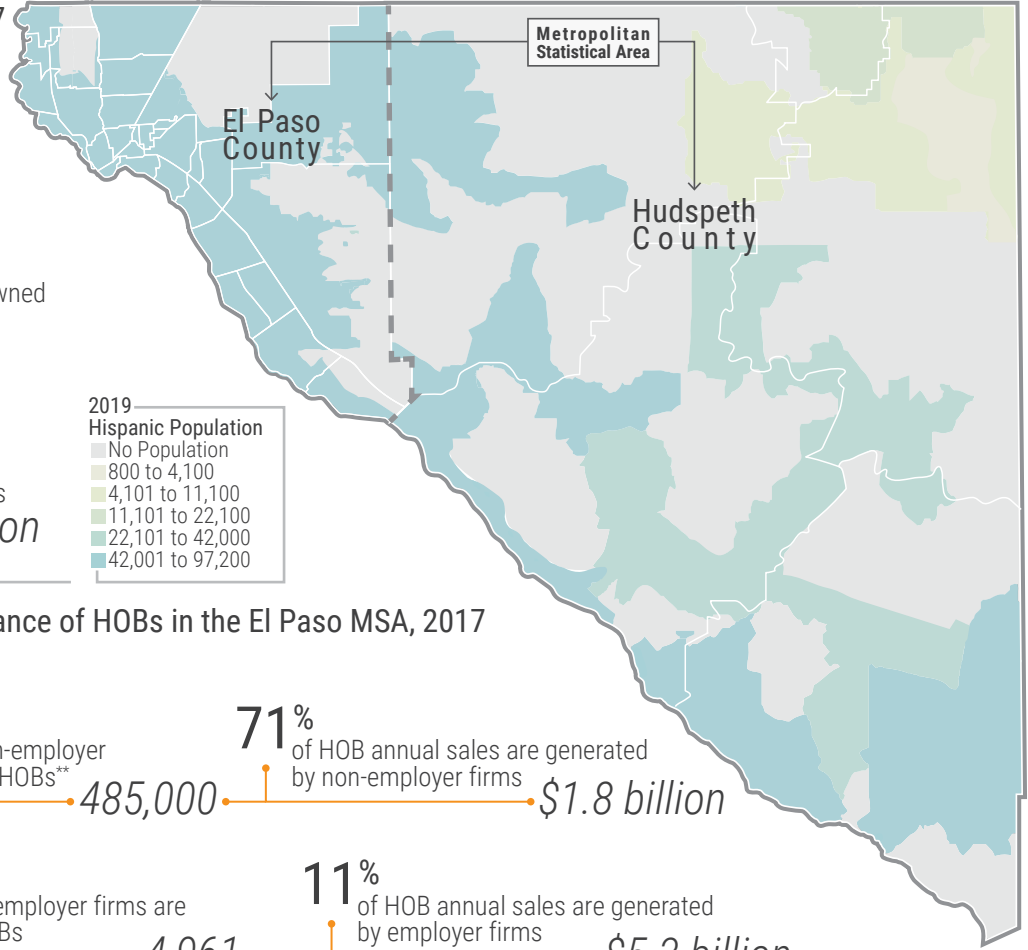 7
Metropolitan
Statistical Area
El Paso
County
Hudspeth
County
2019
Hispanic Population
No Population
800 to 4,100
4,101 to 11,100
11,101 to 22,100
22,101 to 42,000
42,001 to 97,200
ance of HOBs in the El Paso MSA, 2017
HOBs**
485,000
71%
of HOB annual sales are generated
by non-employer firms
$1.8 billion
employer firms are
4,961
11%
of HOB annual sales are generated
by employer firms